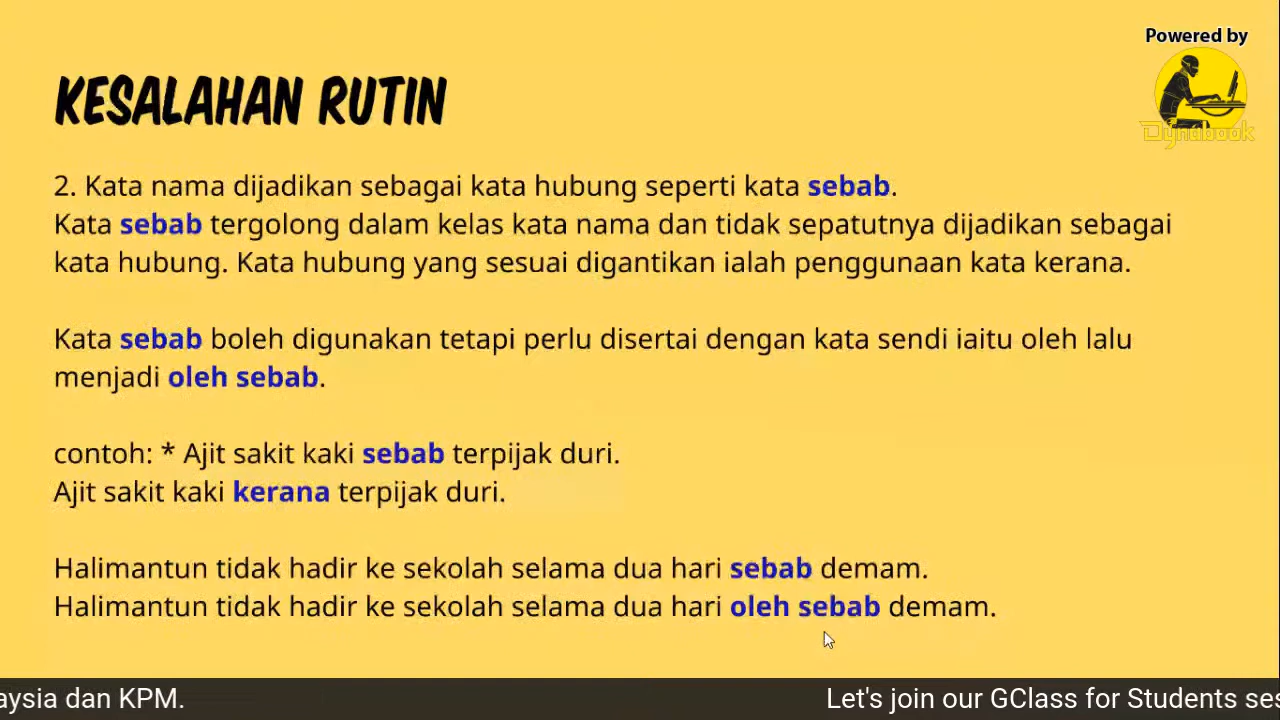 Powered by
Dynabook
KESALAHAN RUTIN
2. Kata nama dijadikan sebagai kata hubung seperti kata sebab.
Kata sebab tergolong dalam kelas kata nama dan tidak sepatutnya dijadikan sebagai
kata hubung. Kata hubung yang sesuai digantikan ialah penggunaan kata kerana.
Kata sebab boleh digunakan tetapi perlu disertai dengan kata sendi iaitu oleh lalu
menjadi oleh sebab.
contoh: * Ajit sakit kaki sebab terpijak duri.
Ajit sakit kaki kerana terpijak duri.
Halimantun tidak hadir ke sekolah selama dua hari sebab demam.
Halimantun tidak hadir ke sekolah selama dua hari oleh sebab demam.
aysia dan KPM. Let's join our GClass for Students ses